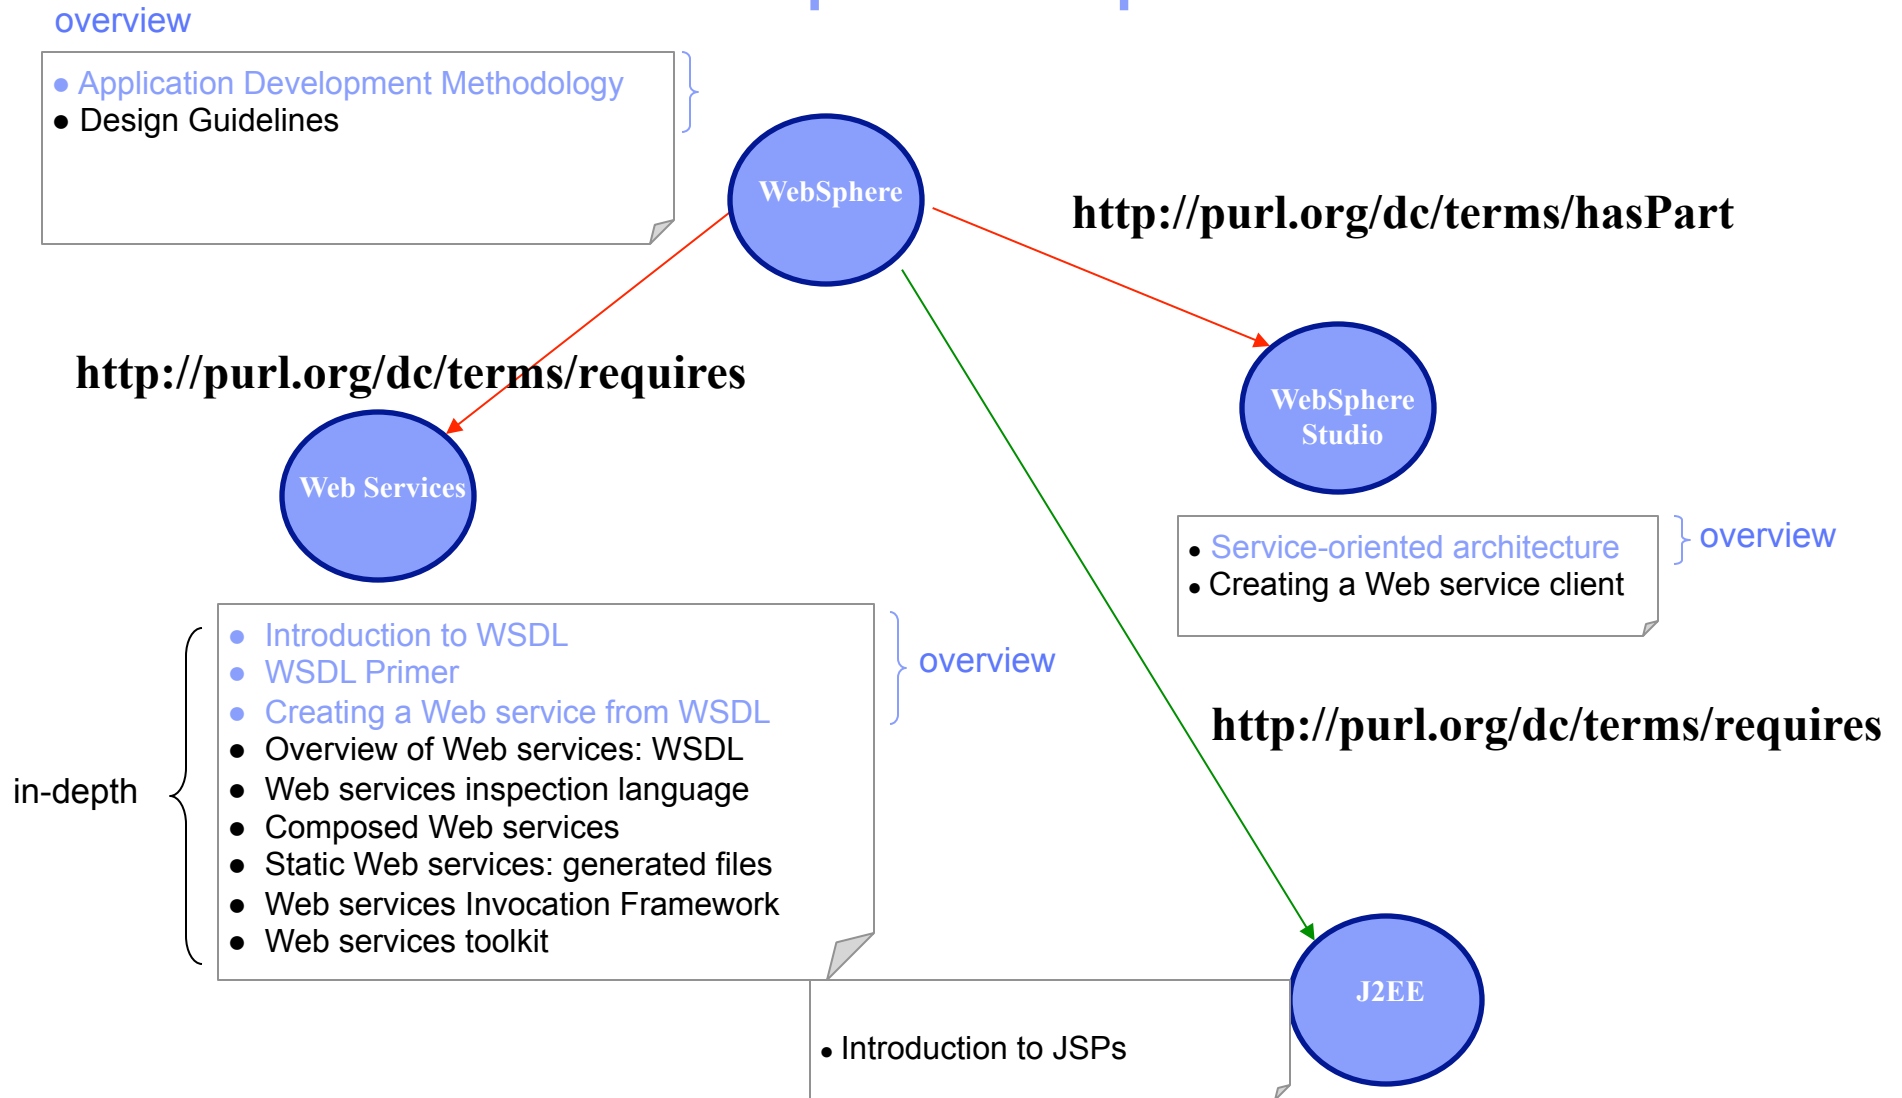 overview
● Application Development Methodology
● Design Guidelines
WebSphere
http://purl.org/dc/terms/hasPart
http://purl.org/dc/terms/requires
WebSphere
Studio
Web Services
● Service-oriented architecture
● Creating a Web service client
overview
● Introduction to WSDL
● WSDL Primer
● Creating a Web service from WSDL
● Overview of Web services: WSDL
● Web services inspection language
● Composed Web services
● Static Web services: generated files
● Web services Invocation Framework
● Web services toolkit
overview
in-depth
http://purl.org/dc/terms/requires
J2EE
● Introduction to JSPs